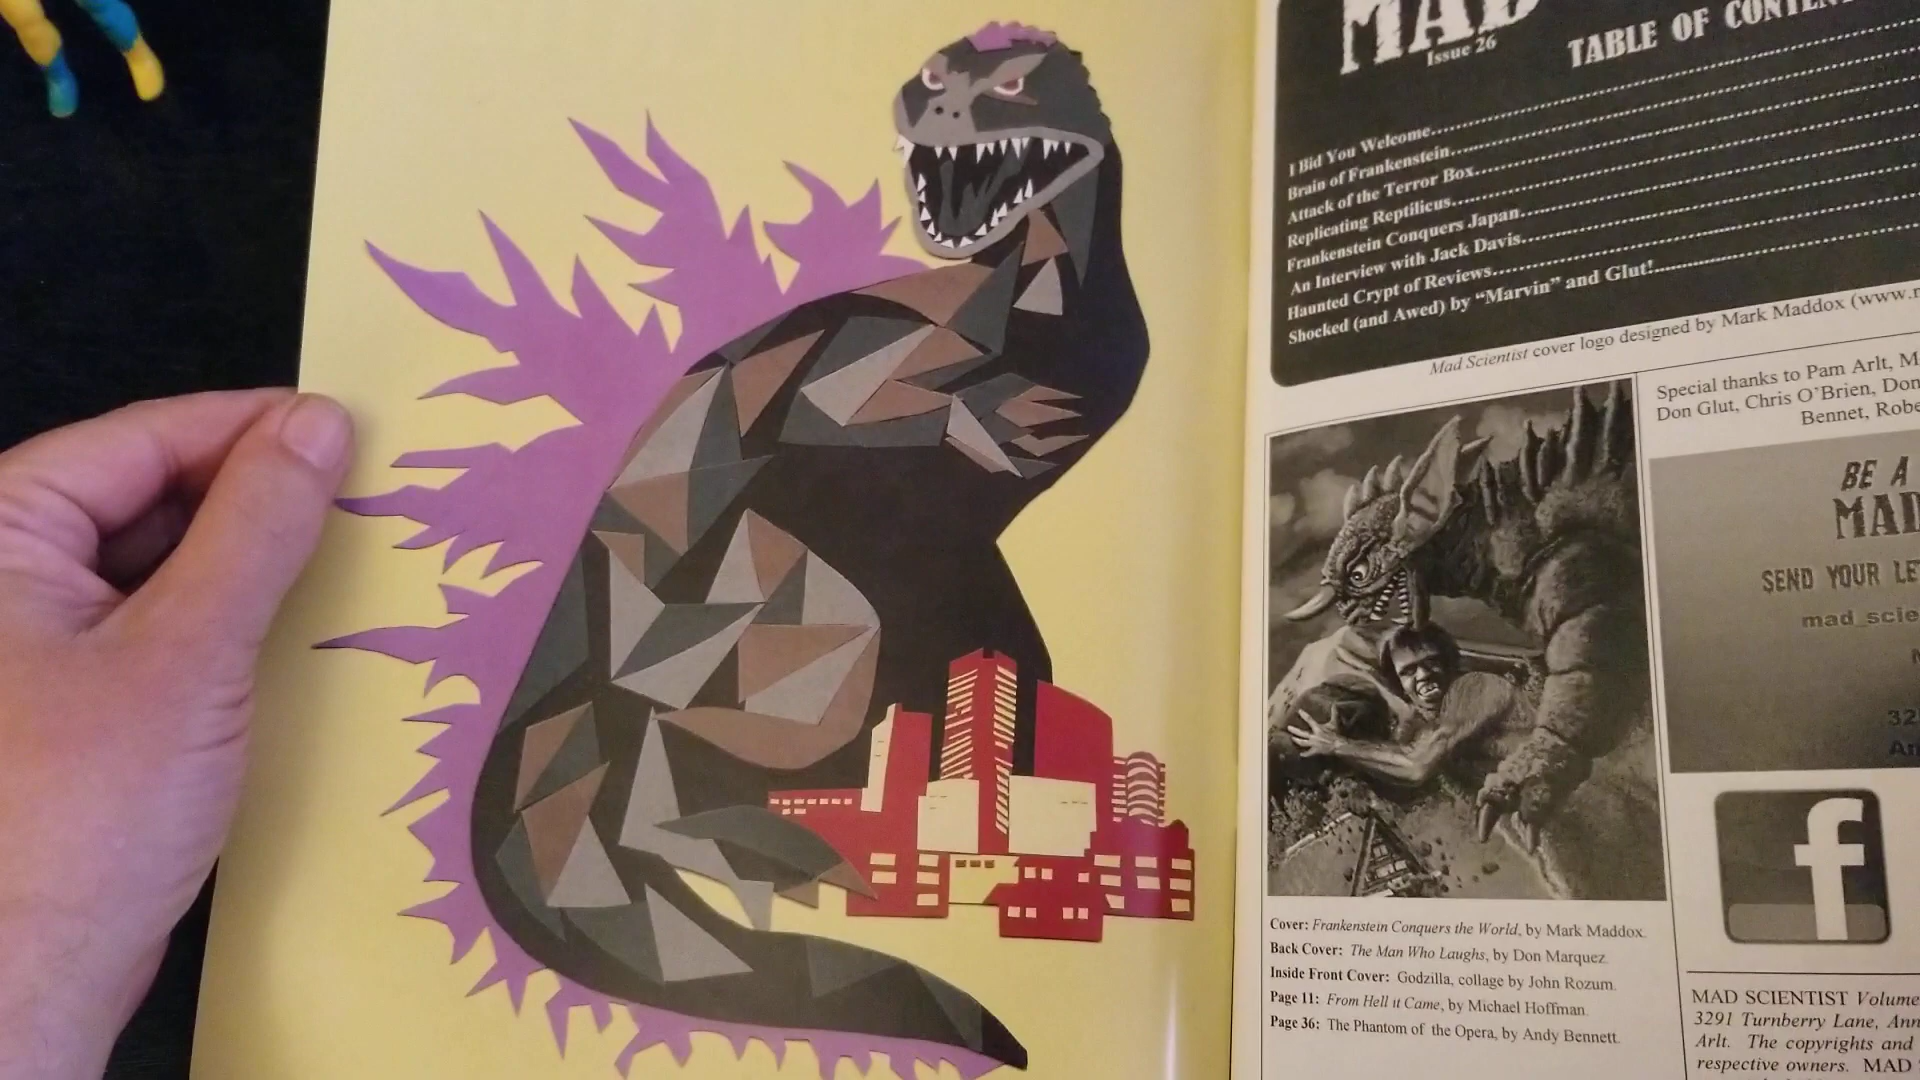 MAD
Issue 26
TABLE OF
I Bid You Welcome
Brain of Frankenstein
Attack of the Terror Box
Replicating Reptilicus
Frankenstein Conquers Japan
An Interview with Jack Davis
Haunted Crypt of Reviews
Shocked (and Awed) by “Marvin” and Glut!
Mad Scientist cover logo designed by Mark Maddox (www.
Special thanks to Pam Arlt, M
Don Glut, Chris O’Brien, Don
Bennet, Robe
BE A
MAD
SEND YOUR LE
mad_scie
32
An
f
Cover: Frankenstein Conquers the World, by Mark Maddox.
Back Cover: The Man Who Laughs, by Don Marquez.
Inside Front Cover: Godzilla, collage by John Rozum.
Page 11: From Hell it Came, by Michael Hoffman.
Page 36: The Phantom of the Opera, by Andy Bennett.
MAD SCIENTIST Volume
3291 Turnberry Lane, Ann
Arlt. The copyrights and
respective owners. MAD